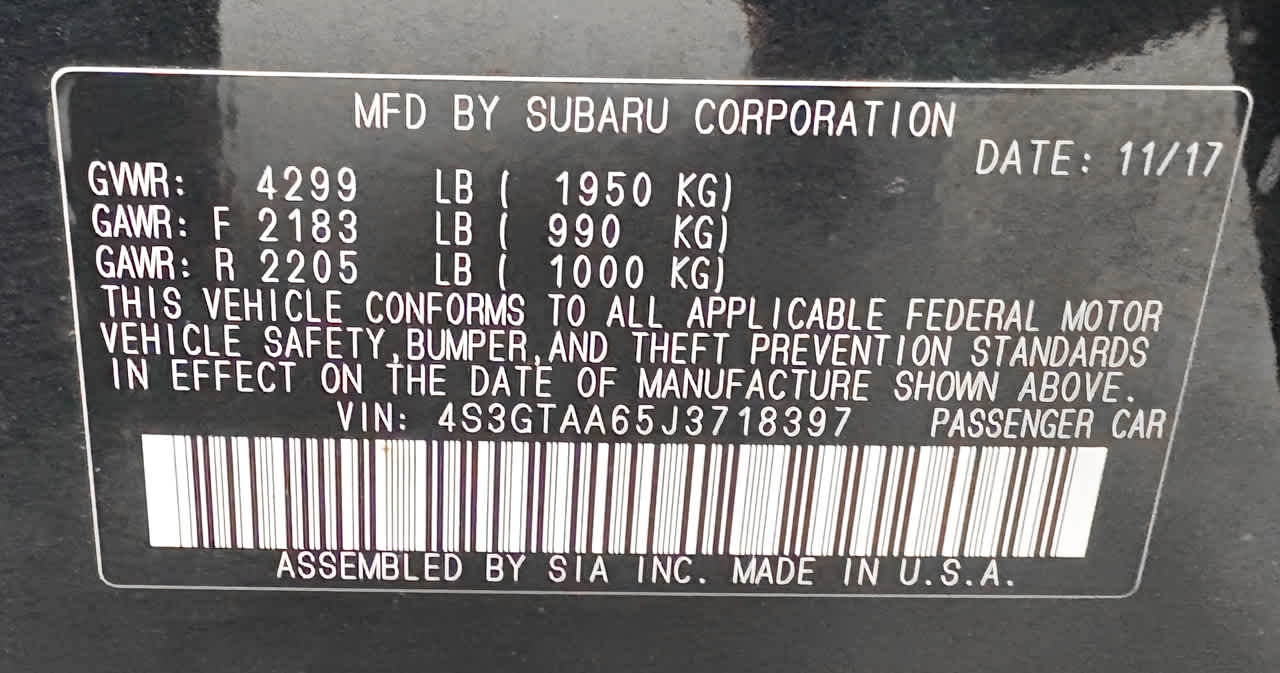 MFD BY SUBARU CORPORATION
DATE: 11/17
GVWR: 4299 LB ( 1950 KG)
GAWR: F 2183 LB ( 990 KG)
GAWR: R 2205 LB ( 1000 KG)
THIS VEHICLE CONFORMS TO ALL APPLICABLE FEDERAL MOTOR
VEHICLE SAFETY,BUMPER,AND THEFT PREVENTION STANDARDS
IN EFFECT ON THE DATE OF MANUFACTURE SHOWN ABOVE.
VIN: 4S3GTAA65J3718397 PASSENGER CAR
ASSEMBLED BY SIA INC. MADE IN U.S.A.